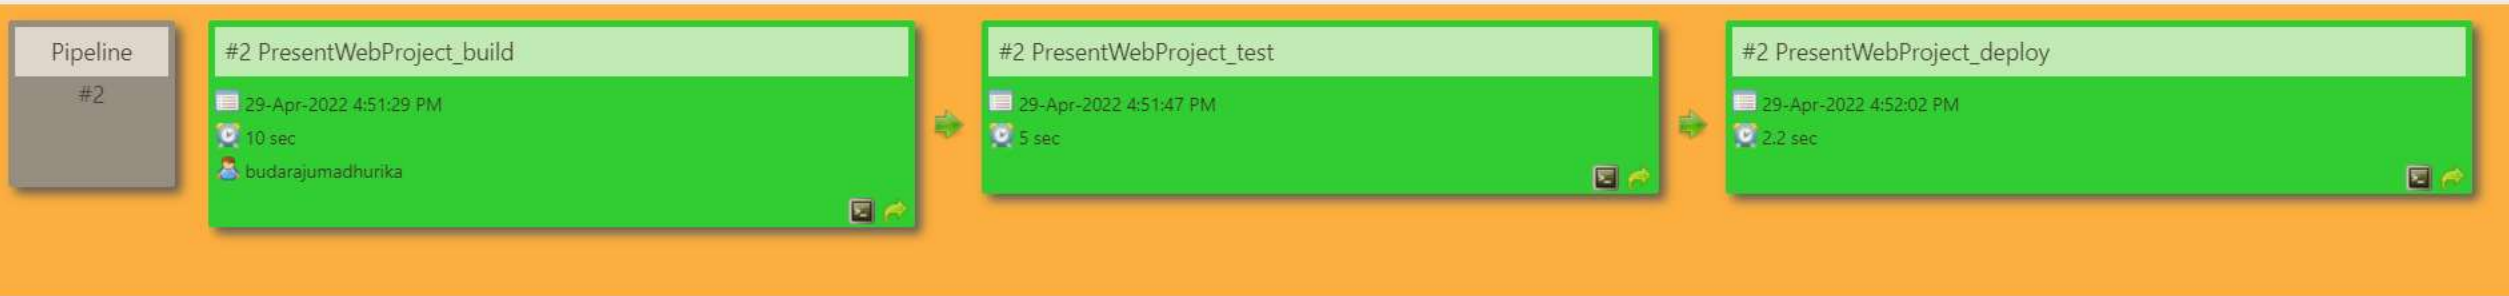 Pipeline
#2
#2 PresentWebProject_build
29-Apr-2022 4:51:29 PM
10 sec
budarajumadhurika
#2 PresentWebProject_test
29-Apr-2022 4:51:47 PM
5 sec
#2 PresentWebProject_deploy
29-Apr-2022 4:52:02 PM
2.2 sec